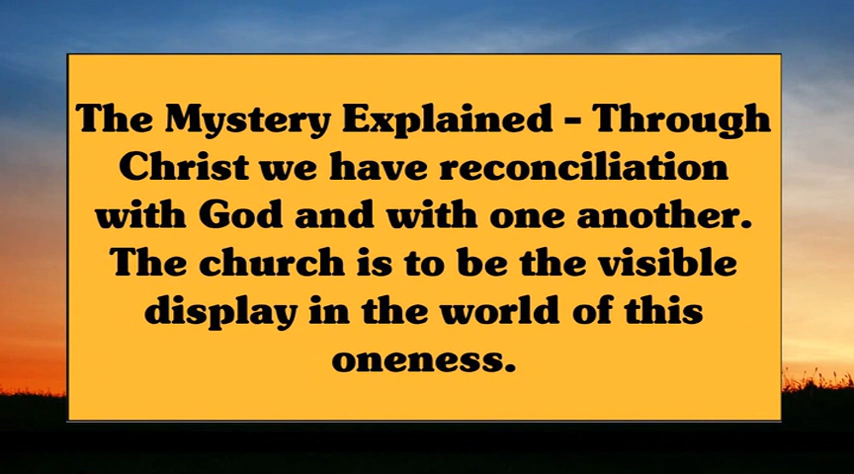 The Mystery Explained - Through
Christ we have reconciliation
with God and with one another.
The church is to be the visible
display in the world of this
oneness.